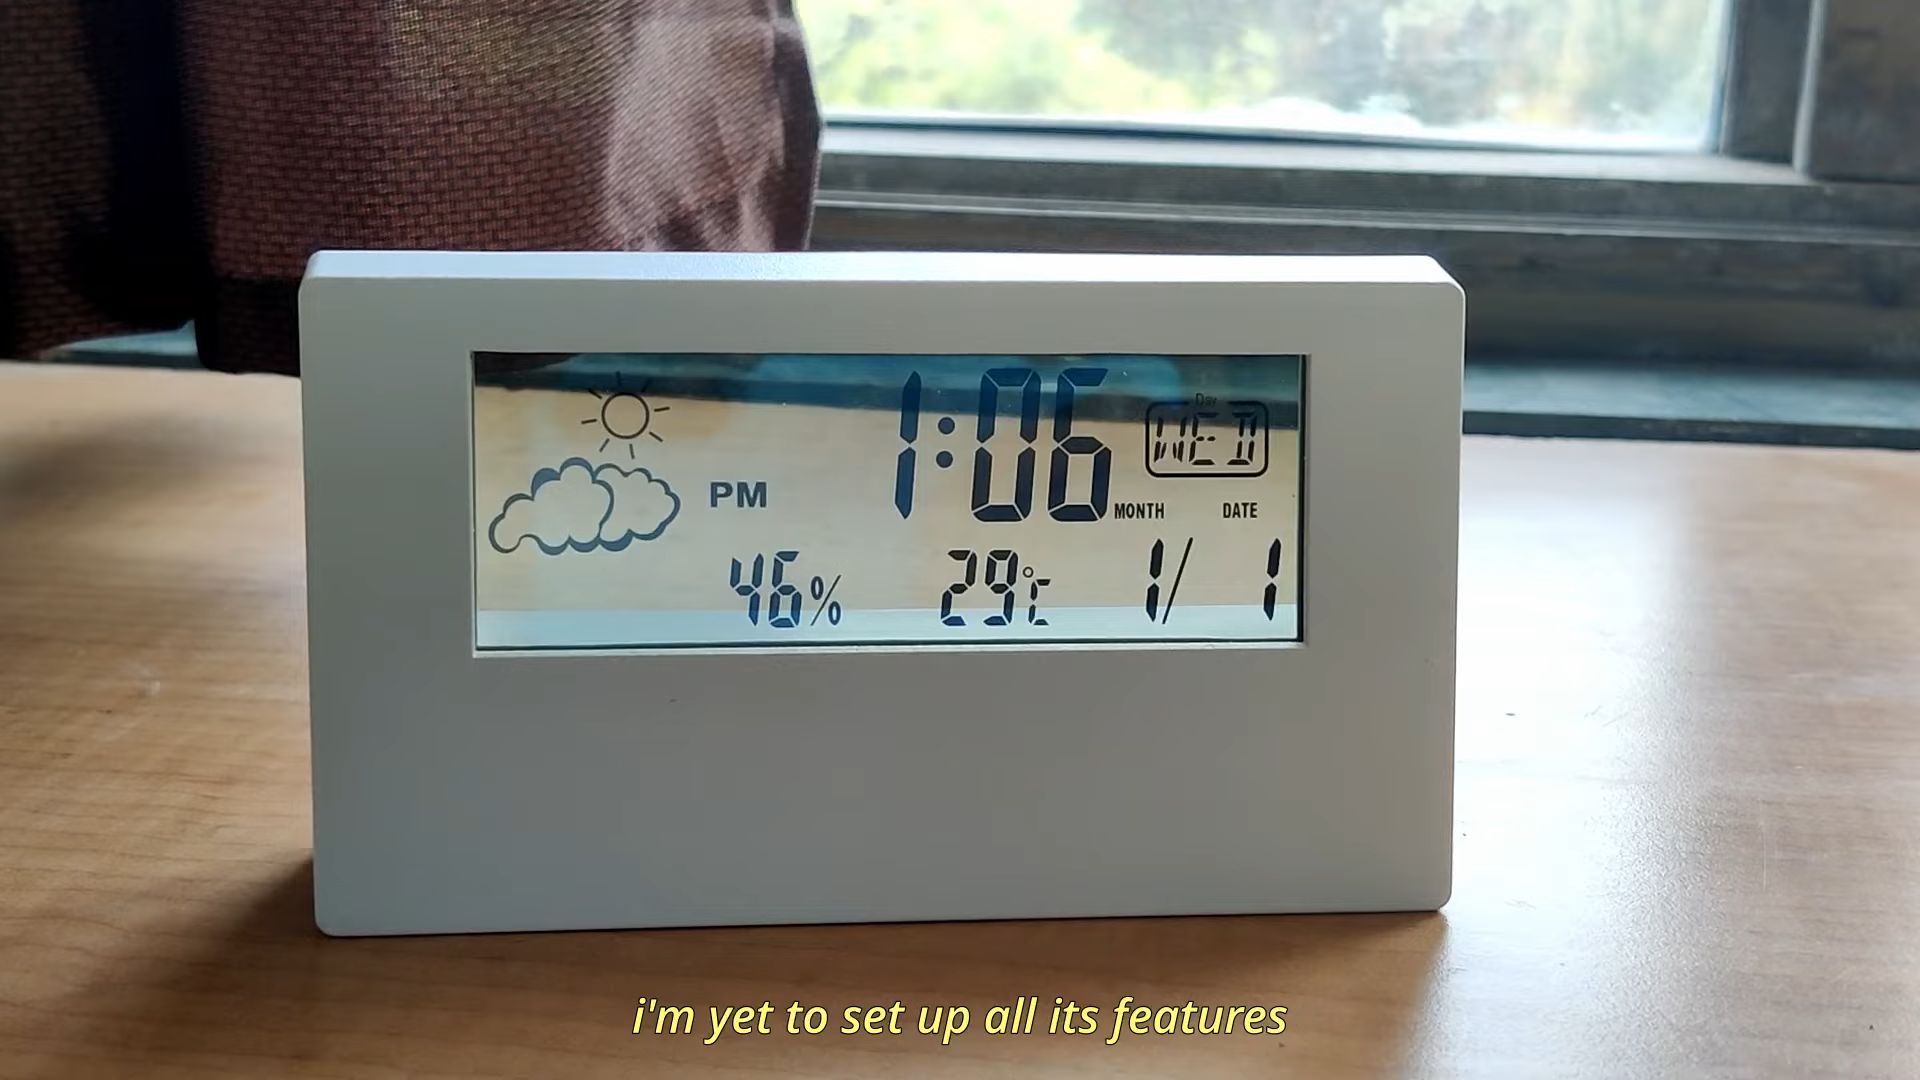 1:06
Day
WED
PM
MONTH DATE
46% 29°C 1/ 1
i'm yet to set up all its features